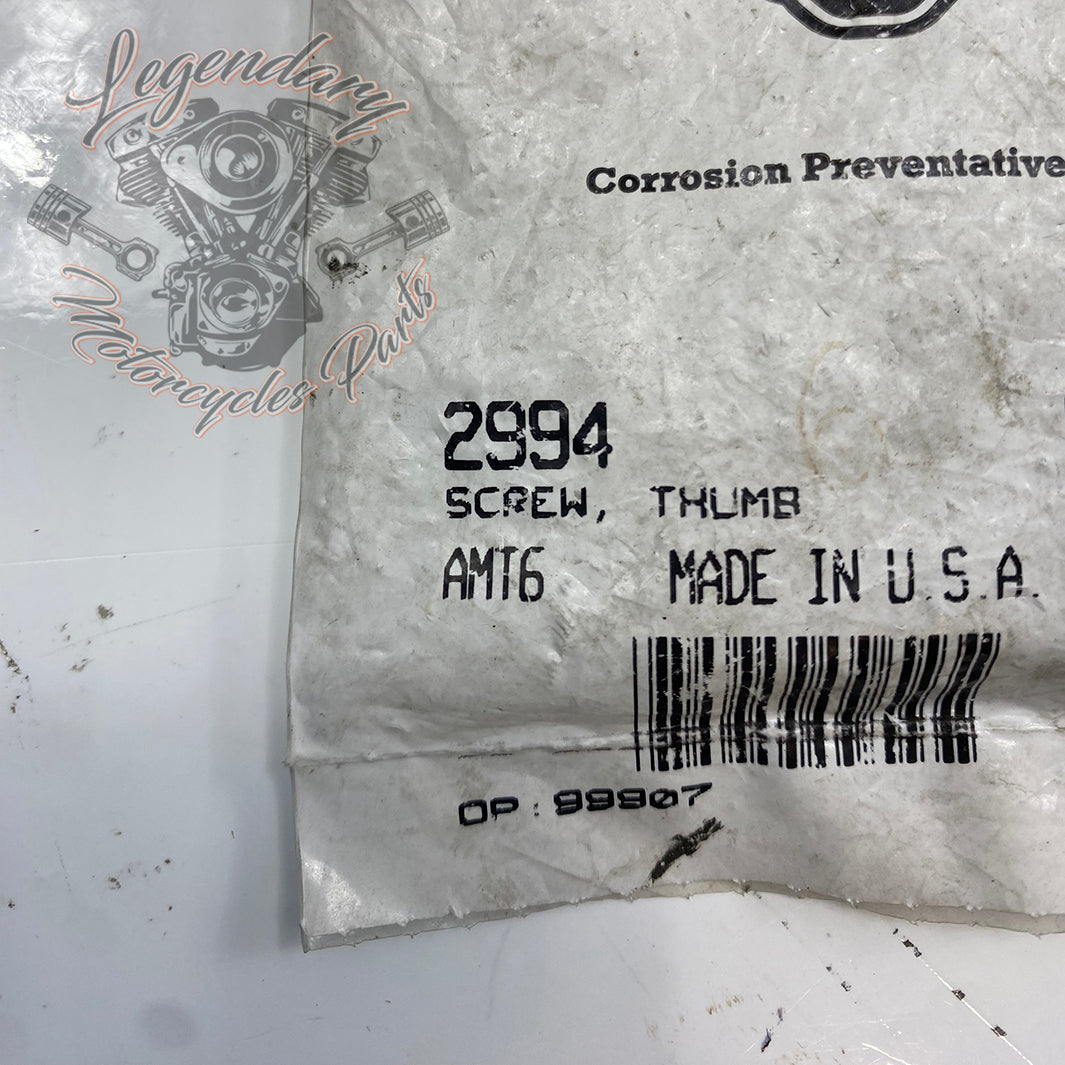 Legendary
Motorcycles Parts
Corrosion Preventative
2994
SCREW, THUMB
AMT6 MADE IN U.S.A.
OP: 99907